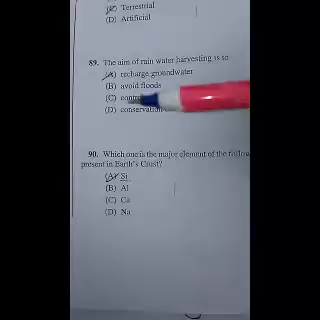 (C) Terrestrial
(D) Artificial
89. The aim of rain water harvesting is to
(A) recharge groundwater
(B) avoid floods
(C)
(D) conservation
90. Which one is the major element of the
present in Earth's Crust?
(A) Si
(B) Al
(C) Ca
(D) Na